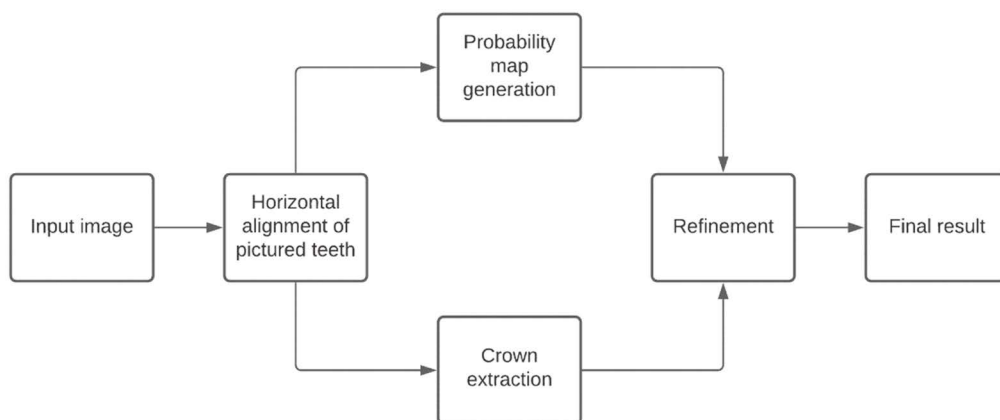 Input image
Horizontal
alignment of
pictured teeth
Probability
map
generation
Crown
extraction
Refinement
Final result